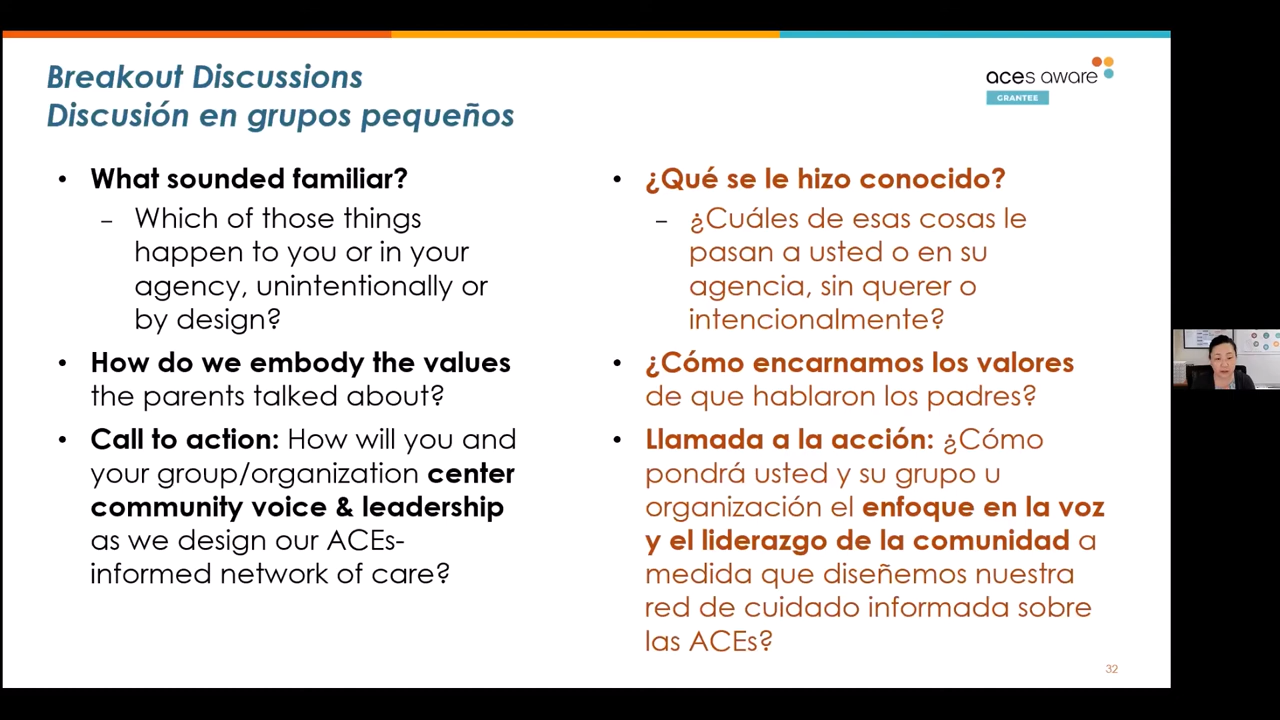 Breakout Discussions
Discusión en grupos pequeños
aces aware
GRANTEE
• What sounded familiar?
– Which of those things
happen to you or in your
agency, unintentionally or
by design?
• How do we embody the values
the parents talked about?
• Call to action: How will you and
your group/organization center
community voice & leadership
as we design our ACEs-
informed network of care?
• ¿Qué se le hizo conocido?
– ¿Cuáles de esas cosas le
pasan a usted o en su
agencia, sin querer o
intencionalmente?
• ¿Cómo encarnamos los valores
de que hablaron los padres?
• Llamada a la acción: ¿Cómo
pondrá usted y su grupo u
organización el enfoque en la voz
y el liderazgo de la comunidad a
medida que diseñemos nuestra
red de cuidado informada sobre
las ACEs?
32